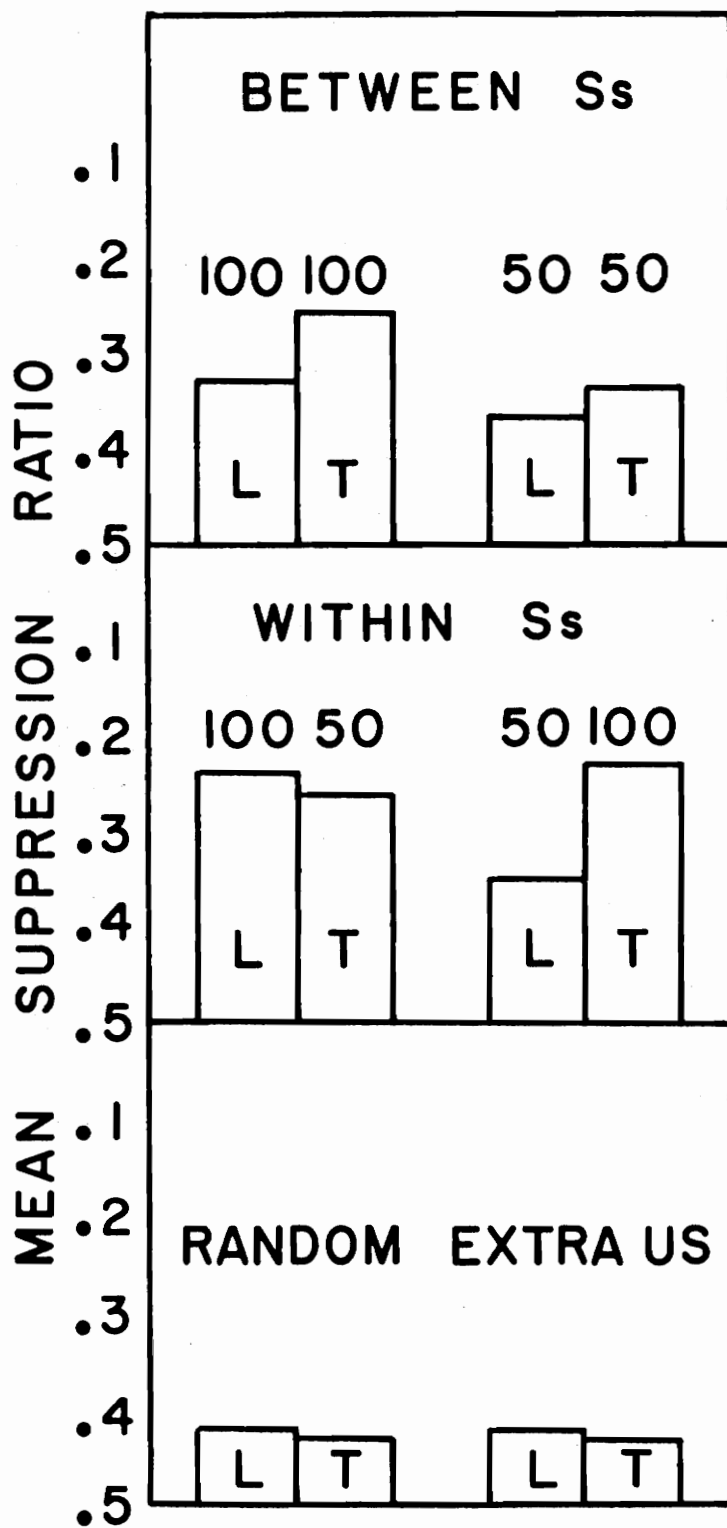 MEAN SUPPRESSION RATIO
BETWEEN Ss
.1
.2
100 100 50 50
.3
.4
L T L T
.5
WITHIN Ss
.1
.2
100 50 50 100
.3
.4
L T L T
.5
.1
.2
RANDOM EXTRA US
.3
.4
L T L T
.5